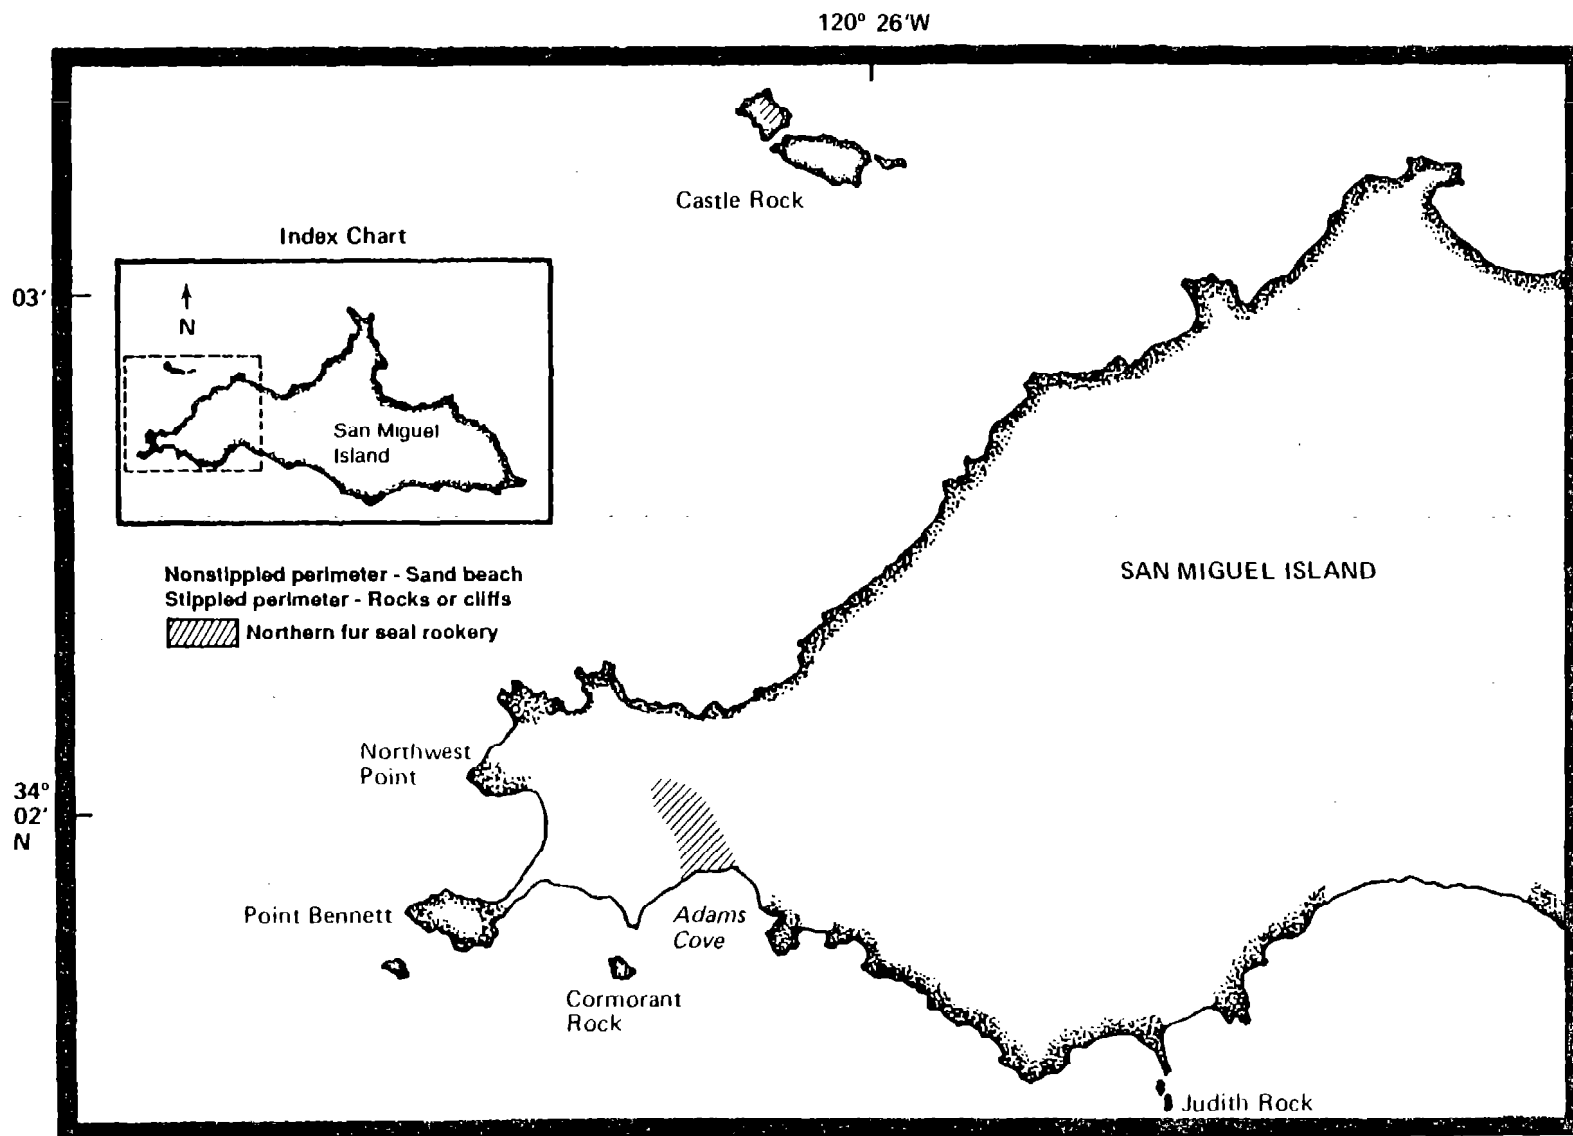 120° 26'W
Castle Rock
Index Chart
03'
N
San Miguel
Island
SAN MIGUEL ISLAND
Nonstippled perimeter - Sand beach
Stippled perimeter - Rocks or cliffs
Northern fur seal rookery
Northwest
Point
34°
02'
N
Point Bennett
Adams
Cove
Cormorant
Rock
Judith Rock